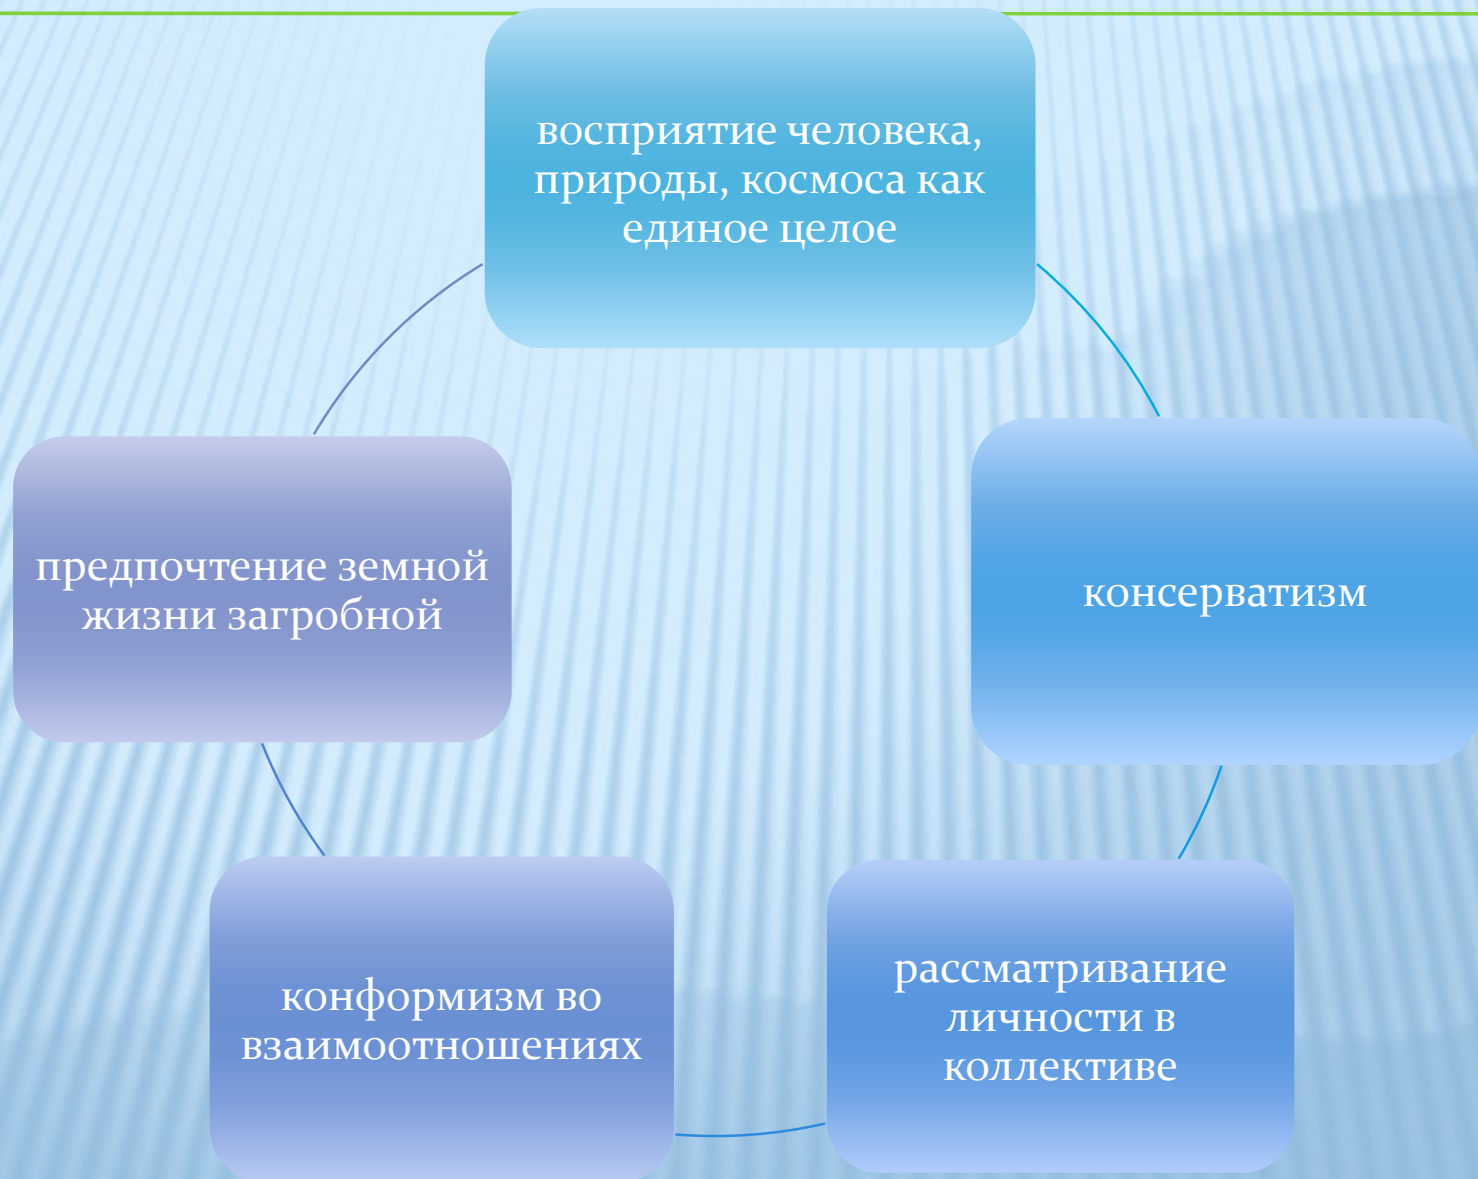 восприятие человека,
природы, космоса как
единое целое
консерватизм
рассматривание
личности в
коллективе
конформизм во
взаимоотношениях
предпочтение земной
жизни загробной